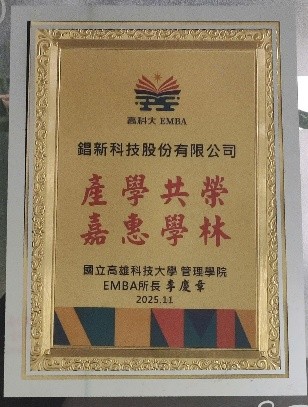 高科大 EMBA
錩新科技股份有限公司
產學共榮
嘉惠學林
國立高雄科技大學 管理學院
EMBA所長 李慶章
2025.11